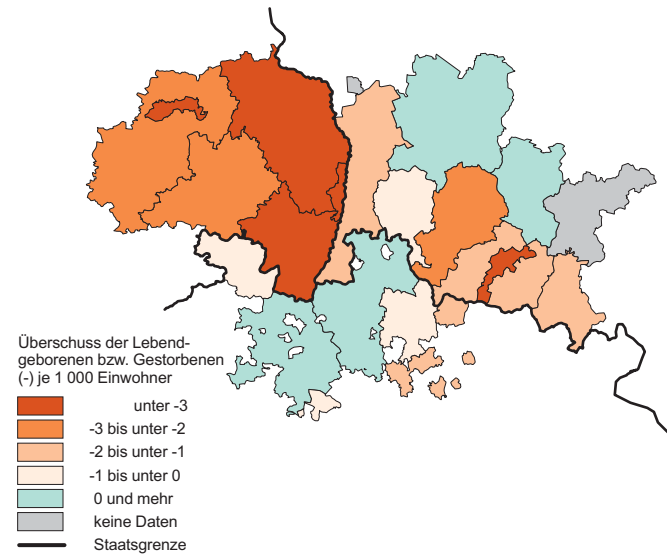 Überschuss der Lebend-
geborenen bzw. Gestorbenen
(-) je 1 000 Einwohner
unter -3
-3 bis unter -2
-2 bis unter -1
-1 bis unter 0
0 und mehr
keine Daten
Staatsgrenze